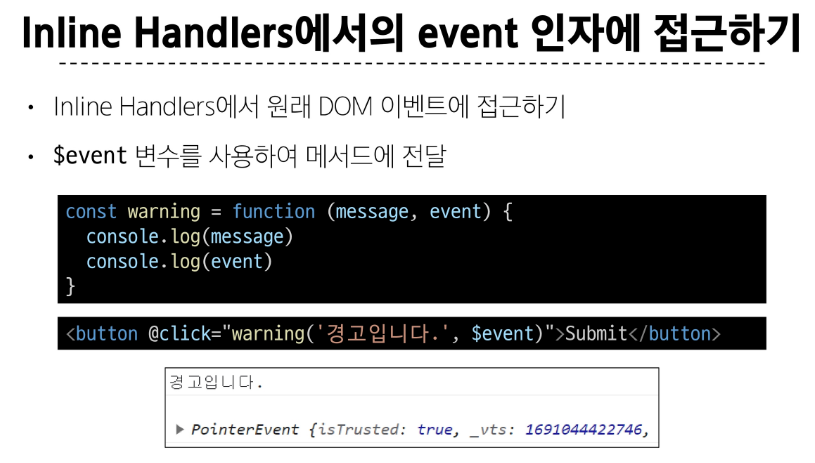 Inline Handlers에서의 event 인자에 접근하기
• Inline Handlers에서 원래 DOM 이벤트에 접근하기
• $event 변수를 사용하여 메서드에 전달
const warning = function (message, event) {
  console.log(message)
  console.log(event)
}
<button @click="warning('경고입니다.', $event)">Submit</button>
경고입니다.
▶ PointerEvent {isTrusted: true, _vts: 1691044422746,